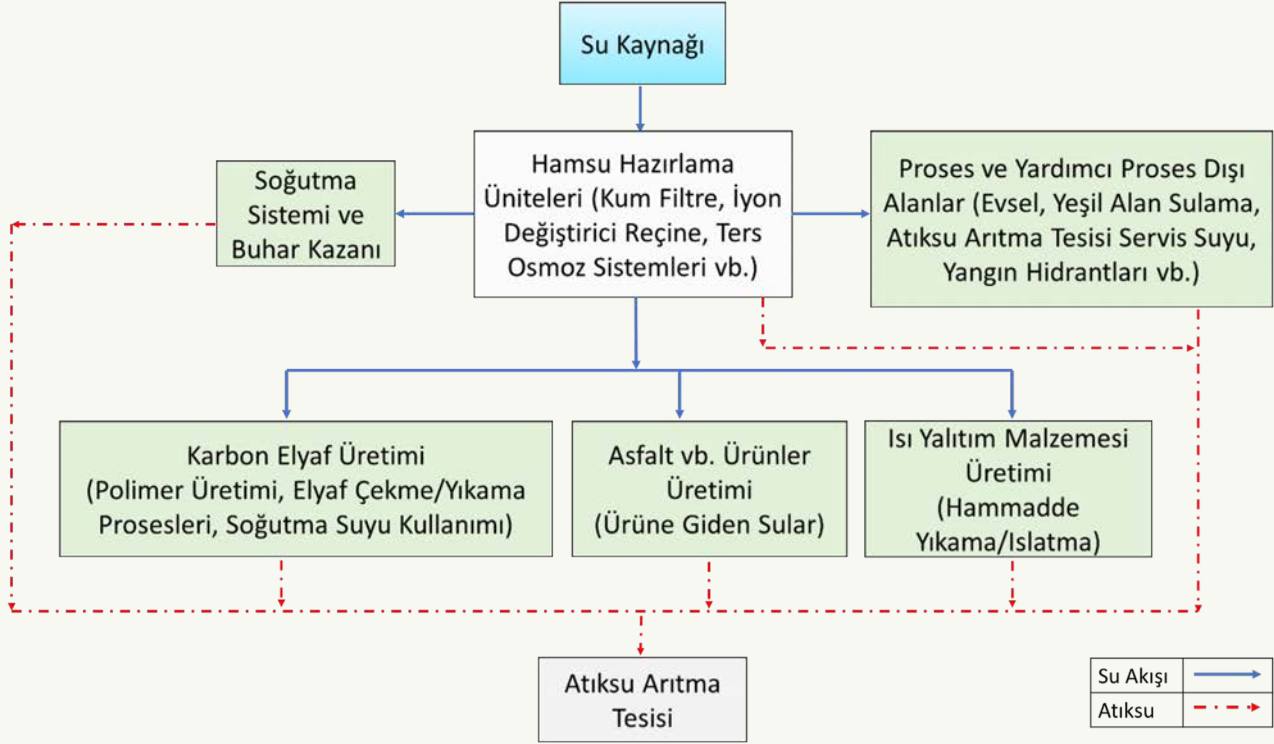 Su Kaynağı
Hamsu Hazırlama
Üniteleri (Kum Filtre, İyon
Değiştirici Reçine, Ters
Osmoz Sistemleri vb.)
Soğutma
Sistemi ve
Buhar Kazanı
Proses ve Yardımcı Proses Dışı
Alanlar (Evsel, Yeşil Alan Sulama,
Atıksu Arıtma Tesisi Servis Suyu,
Yangın Hidrantları vb.)
Karbon Elyaf Üretimi
(Polimer Üretimi, Elyaf Çekme/Yıkama
Prosesleri, Soğutma Suyu Kullanımı)
Asfalt vb. Ürünler
Üretimi
(Ürüne Giden Sular)
Isı Yalıtım Malzemesi
Üretimi
(Hammadde
Yıkama/Islatma)
Atıksu Arıtma
Tesisi
Su Akışı
Atıksu